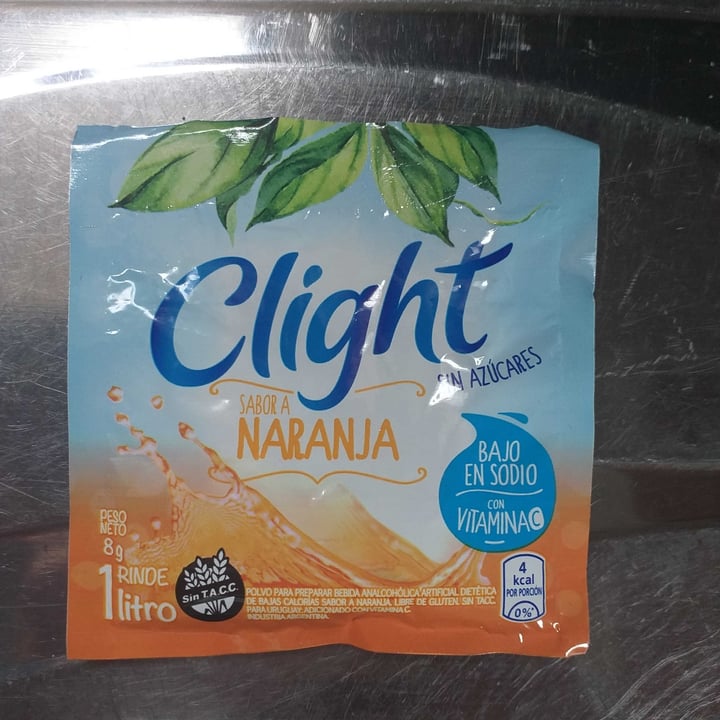 Clight
SIN AZÚCARES
SABOR A
NARANJA
BAJO
EN SODIO
CON
VITAMINA C
PESO
NETO
8g
RINDE
1 litro
Sin T.A.C.C.
POLVO PARA PREPARAR BEBIDA ANALCOHÓLICA ARTIFICIAL DIETÉTICA
DE BAJAS CALORÍAS SABOR A NARANJA. LIBRE DE GLUTEN. SIN TACC.
PARA URUGUAY: ADICIONADO CON VITAMINA C.
INDUSTRIA ARGENTINA.
4
kcal
POR PORCIÓN
0%*